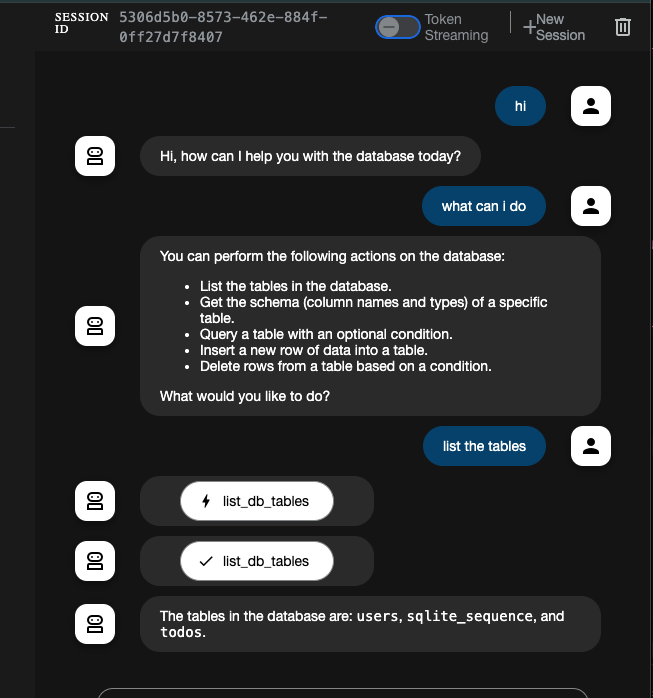 SESSION ID
5306d5b0-8573-462e-884f-0ff27d7f8407
Token Streaming
New Session
hi
Hi, how can I help you with the database today?
what can i do
You can perform the following actions on the database:
• List the tables in the database.
• Get the schema (column names and types) of a specific
table.
• Query a table with an optional condition.
• Insert a new row of data into a table.
• Delete rows from a table based on a condition.
What would you like to do?
list the tables
list_db_tables
list_db_tables
The tables in the database are: users, sqlite_sequence, and
todos.